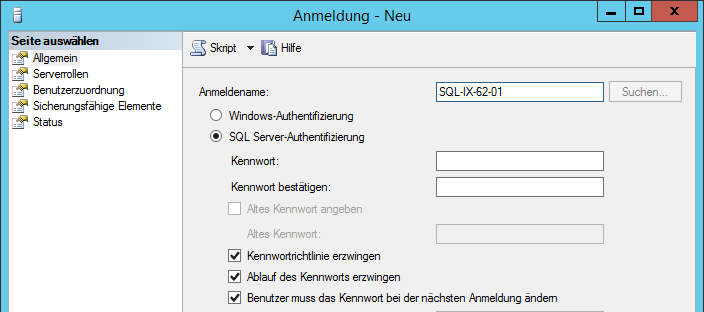 Anmeldung - Neu
Seite auswählen
Allgemein
Serverrollen
Benutzerzuordnung
Sicherungsfähige Elemente
Status
Skript Hilfe
Anmeldename: SQL-IX-62-01 Suchen...
Windows-Authentifizierung
SQL Server-Authentifizierung
Kennwort:
Kennwort bestätigen:
Altes Kennwort angeben
Altes Kennwort:
Kennwortrichtlinie erzwingen
Ablauf des Kennworts erzwingen
Benutzer muss das Kennwort bei der nächsten Anmeldung ändern